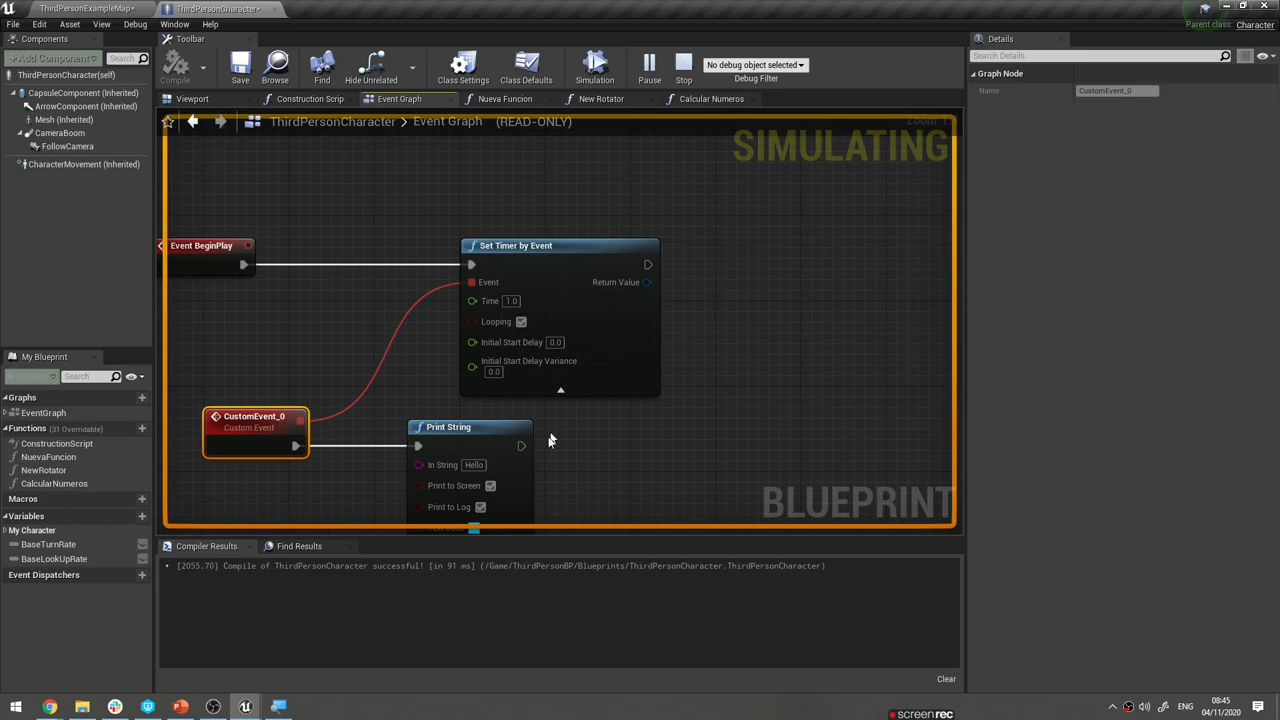 ThirdPersonExampleMap*
ThirdPersonCharacter*
File Edit Asset View Debug Window Help
Parent class: Character
Components
Toolbar
Details
+Add Component
Search
Compile
Save
Browse
Find
Hide Unrelated
Class Settings
Class Defaults
Simulation
Pause
Stop
No debug object selected
Debug Filter
Search Details
Graph Node
Name CustomEvent_0
ThirdPersonCharacter(self)
CapsuleComponent (Inherited)
ArrowComponent (Inherited)
Mesh (Inherited)
CameraBoom
FollowCamera
CharacterMovement (Inherited)
Viewport
Construction Scrip
Event Graph
Nueva Funcion
New Rotator
Calcular Numeros
ThirdPersonCharacter > Event Graph (READ-ONLY)
SIMULATING
Event BeginPlay
Set Timer by Event
Event
Return Value
Time 1.0
Looping
Initial Start Delay 0.0
Initial Start Delay Variance
0.0
CustomEvent_0
Custom Event
Print String
In String Hello
Print to Screen
Print to Log
BLUEPRINT
My Blueprint
Search
Graphs
EventGraph
Functions (31 Overridable)
ConstructionScript
NuevaFuncion
NewRotator
CalcularNumeros
Macros
Variables
My Character
BaseTurnRate
BaseLookUpRate
Event Dispatchers
Compiler Results
Find Results
[2055.70] Compile of ThirdPersonCharacter successful! [in 91 ms] (/Game/ThirdPersonBP/Blueprints/ThirdPersonCharacter.ThirdPersonCharacter)
Clear
ENG
08:45
04/11/2020
screenrec